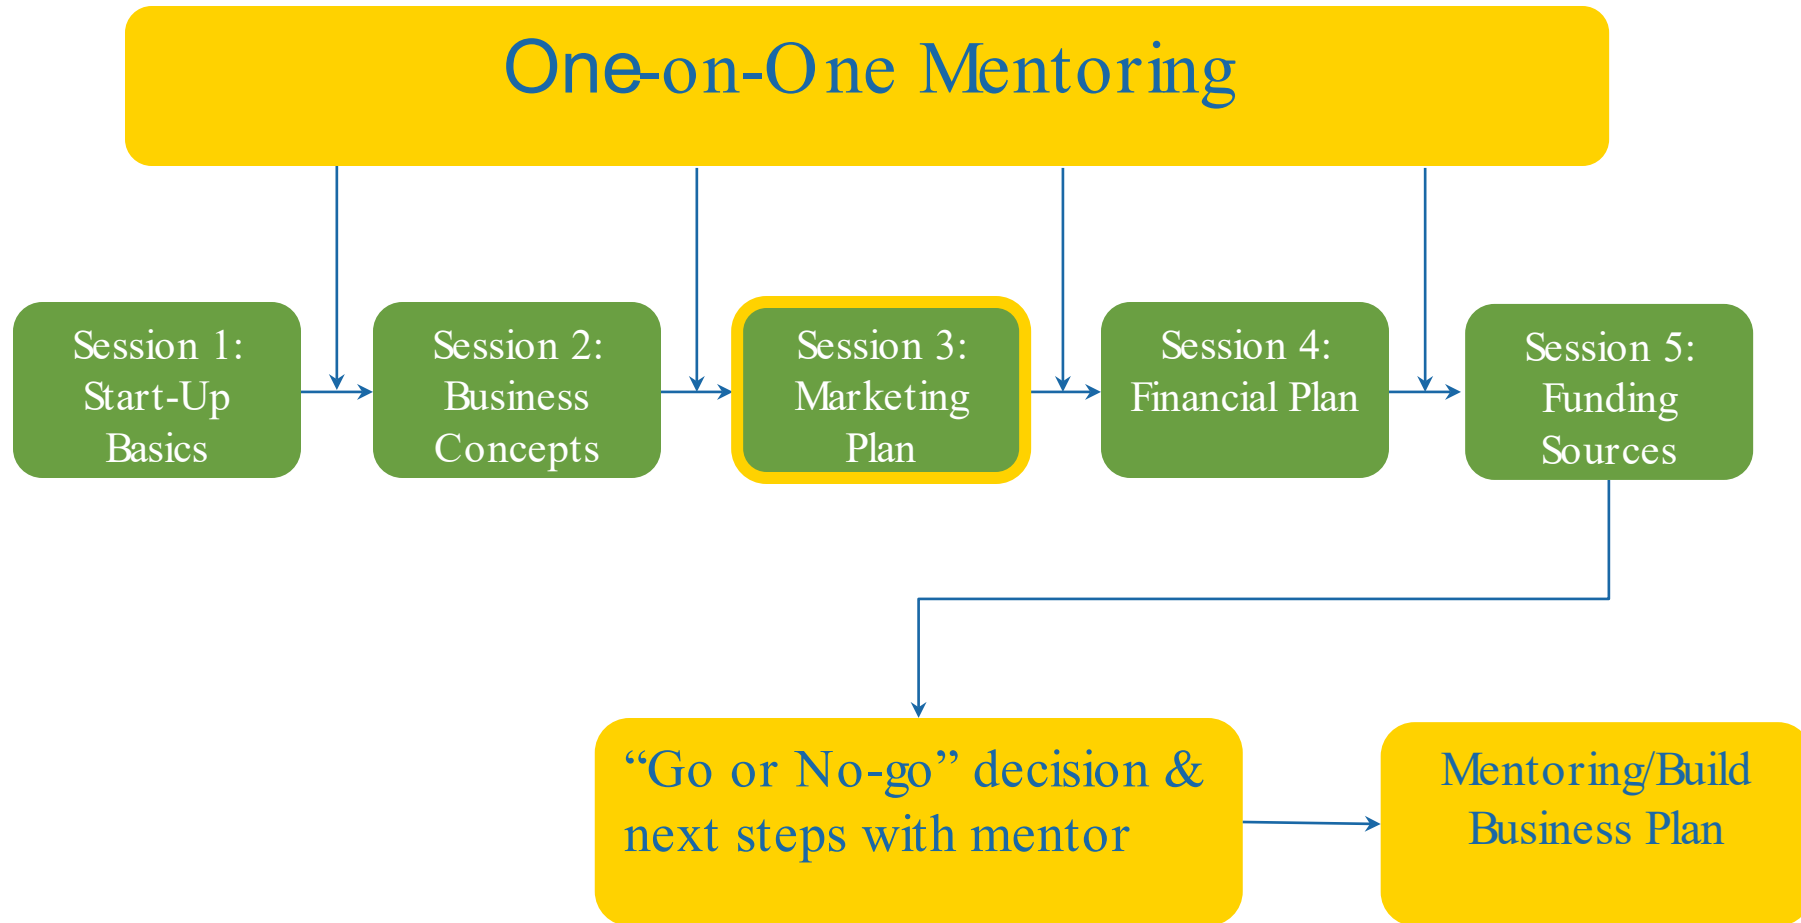 One-on-One Mentoring
Session 1:
Start-Up
Basics
Session 2:
Business
Concepts
Session 3:
Marketing
Plan
Session 4:
Financial Plan
Session 5:
Funding
Sources
“Go or No-go” decision &
next steps with mentor
Mentoring/Build
Business Plan